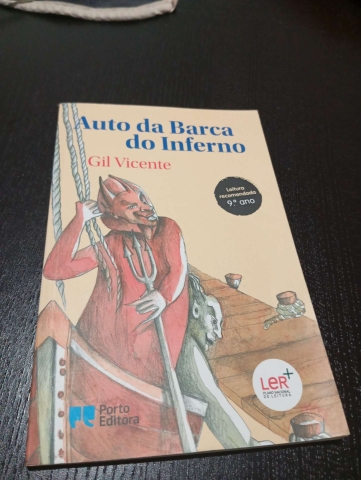 Auto da Barca
do Inferno
Gil Vicente
Leitura
recomendada
9.º ano
LeR+
PLANO NACIONAL
DE LEITURA
Porto
Editora